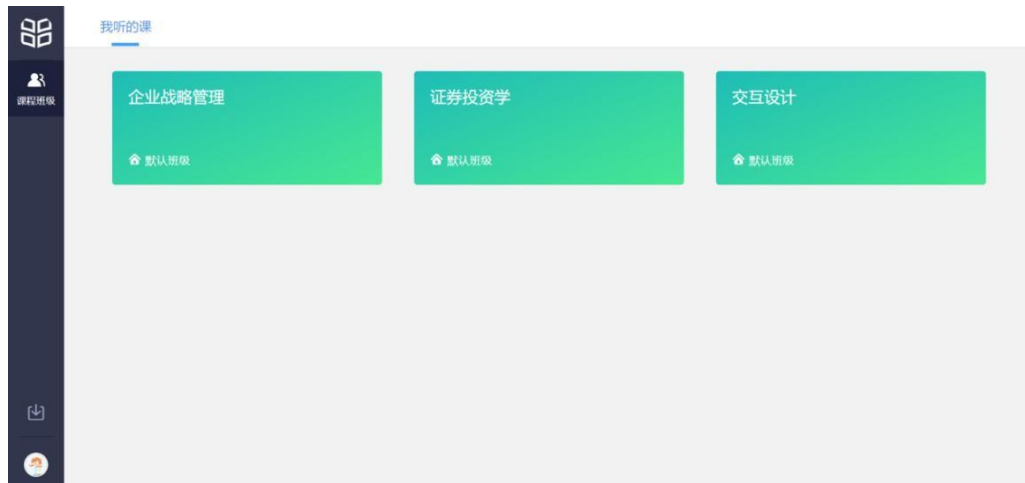 我听的课
课程班级
企业战略管理
证券投资学
交互设计
默认班级
默认班级
默认班级